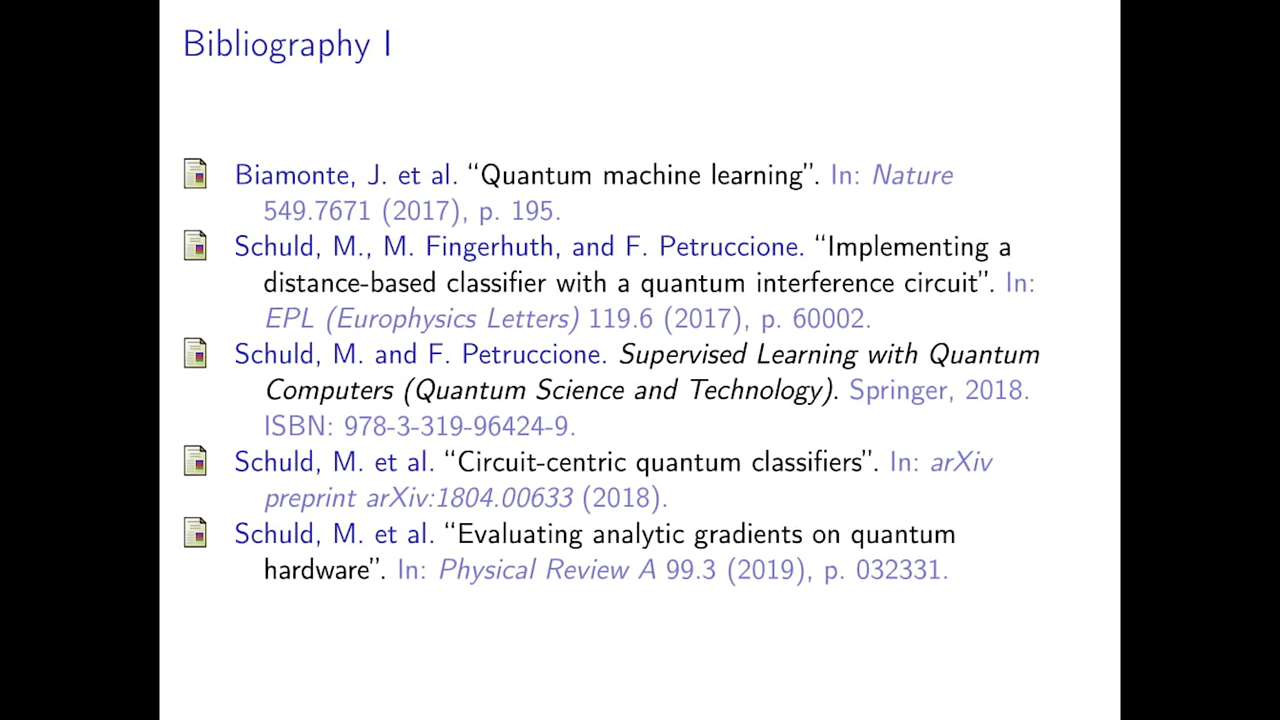 Bibliography I
Biamonte, J. et al. “Quantum machine learning”. In: Nature
549.7671 (2017), p. 195.
Schuld, M., M. Fingerhuth, and F. Petruccione. “Implementing a
distance-based classifier with a quantum interference circuit”. In:
EPL (Europhysics Letters) 119.6 (2017), p. 60002.
Schuld, M. and F. Petruccione. Supervised Learning with Quantum
Computers (Quantum Science and Technology). Springer, 2018.
ISBN: 978-3-319-96424-9.
Schuld, M. et al. “Circuit-centric quantum classifiers”. In: arXiv
preprint arXiv:1804.00633 (2018).
Schuld, M. et al. “Evaluating analytic gradients on quantum
hardware”. In: Physical Review A 99.3 (2019), p. 032331.